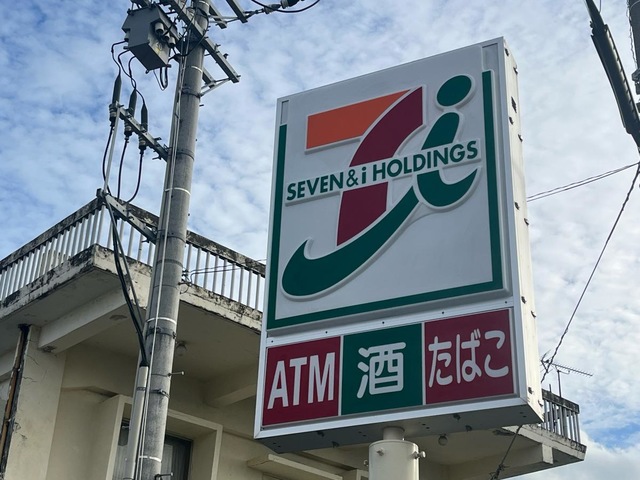 SEVEN & i HOLDINGS
ATM 酒 たばこ